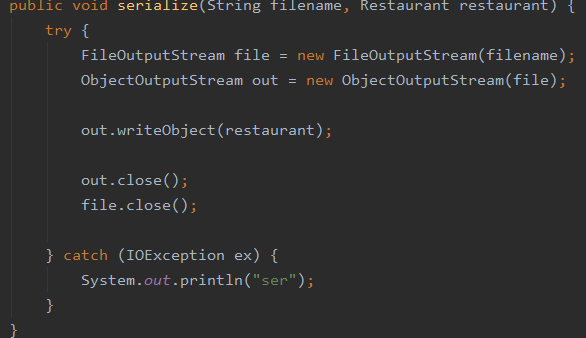 public void serialize(String filename, Restaurant restaurant) {
try {
FileOutputStream file = new FileOutputStream(filename);
ObjectOutputStream out = new ObjectOutputStream(file);
out.writeObject(restaurant);
out.close();
file.close();
} catch (IOException ex) {
System.out.println("ser");
}
}